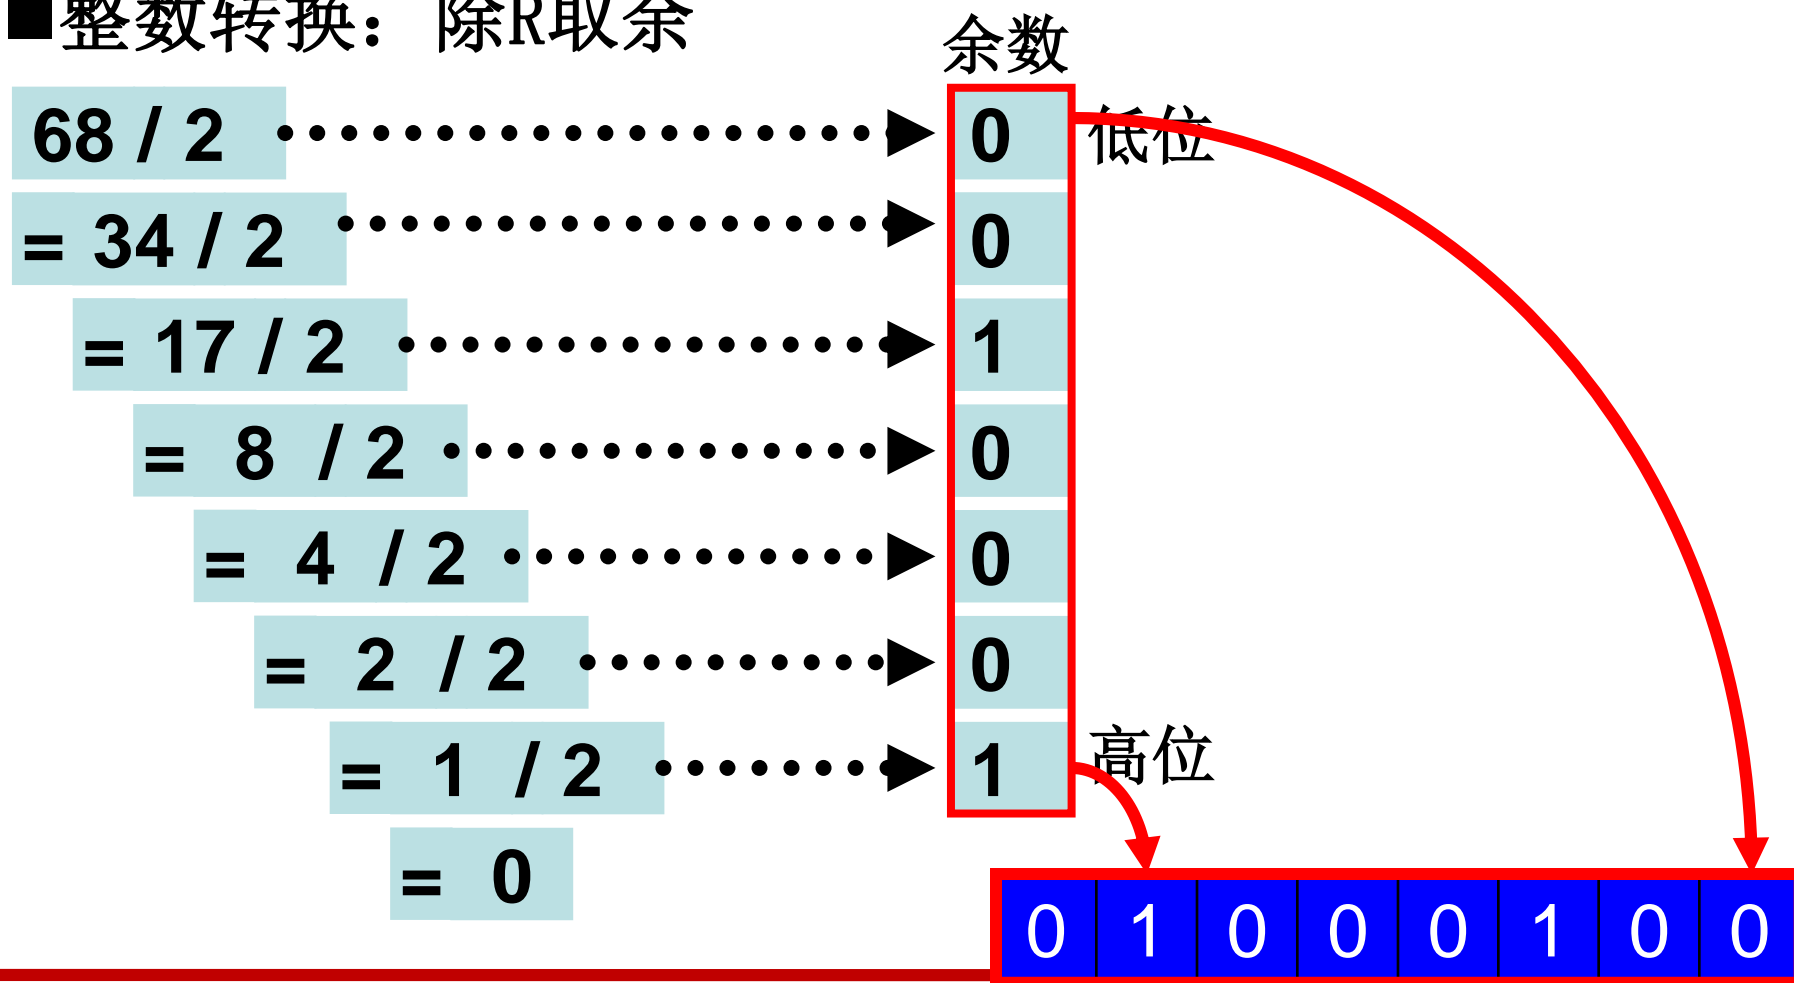 ■整数转换：除R取余
余数
68 / 2 0 低位
= 34 / 2 0
= 17 / 2 1
= 8 / 2 0
= 4 / 2 0
= 2 / 2 0
= 1 / 2 1 高位
= 0
0 1 0 0 0 1 0 0